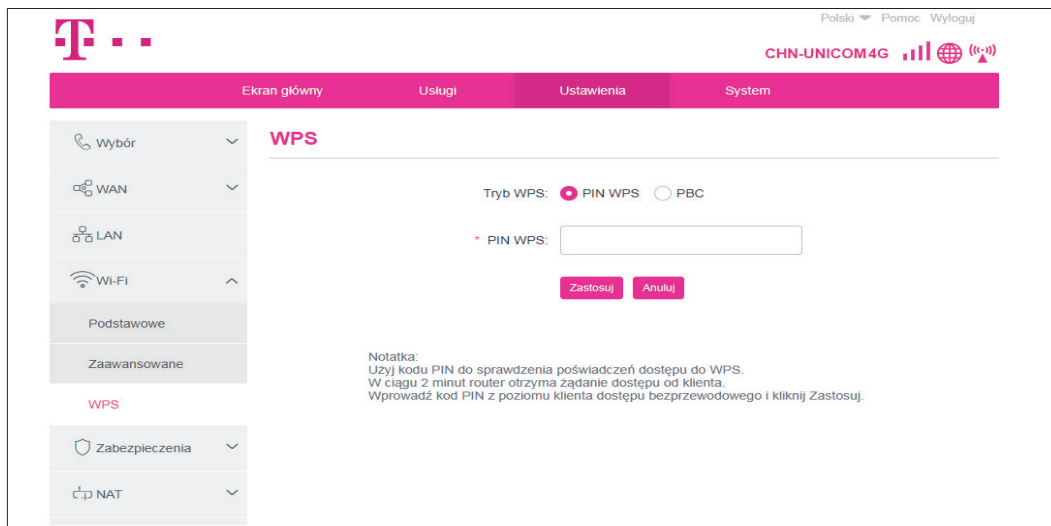 Polski Pomoc Wyloguj
T
CHN-UNICOM4G
Ekran główny Usługi Ustawienia System
Wybór
WPS
WAN
Tryb WPS: PIN WPS PBC
LAN
* PIN WPS:
Wi-Fi
Zastosuj Anuluj
Podstawowe
Zaawansowane
Notatka:
Użyj kodu PIN do sprawdzenia poświadczeń dostępu do WPS.
W ciągu 2 minut router otrzyma żądanie dostępu od klienta.
Wprowadź kod PIN z poziomu klienta dostępu bezprzewodowego i kliknij Zastosuj.
WPS
Zabezpieczenia
NAT